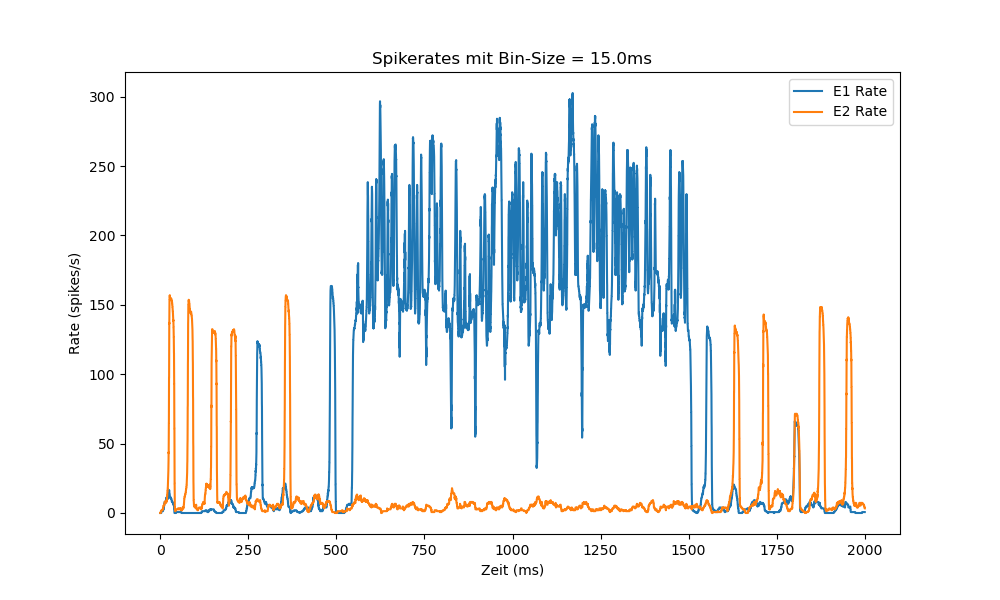 Spikerates mit Bin-Size = 15.0ms
E1 Rate
E2 Rate
300
250
200
150
100
50
0
Rate (spikes/s)
0 250 500 750 1000 1250 1500 1750 2000
Zeit (ms)